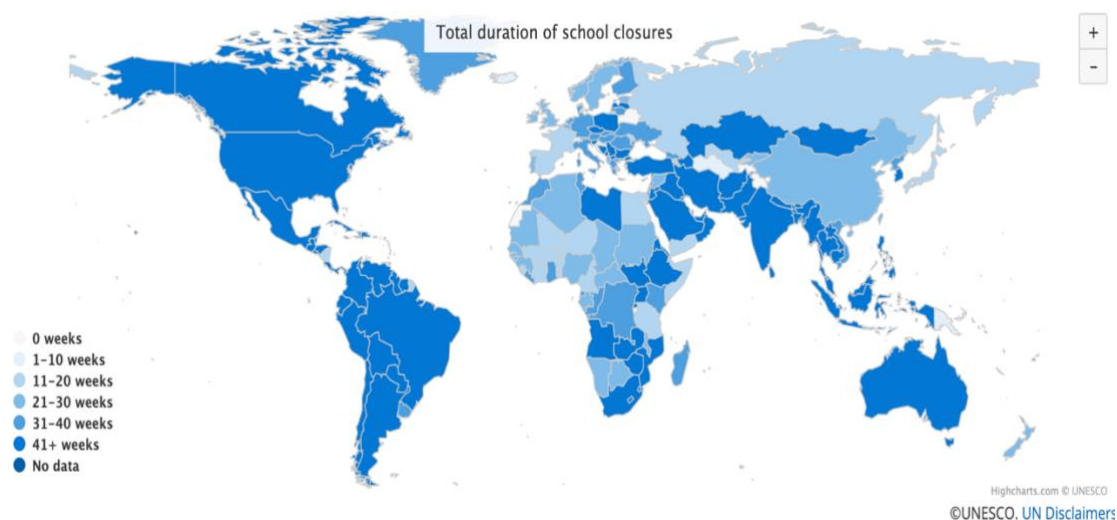 Total duration of school closures
+
-
0 weeks
1–10 weeks
11–20 weeks
21–30 weeks
31–40 weeks
41+ weeks
No data
Highcharts.com © UNESCO
©UNESCO. UN Disclaimers